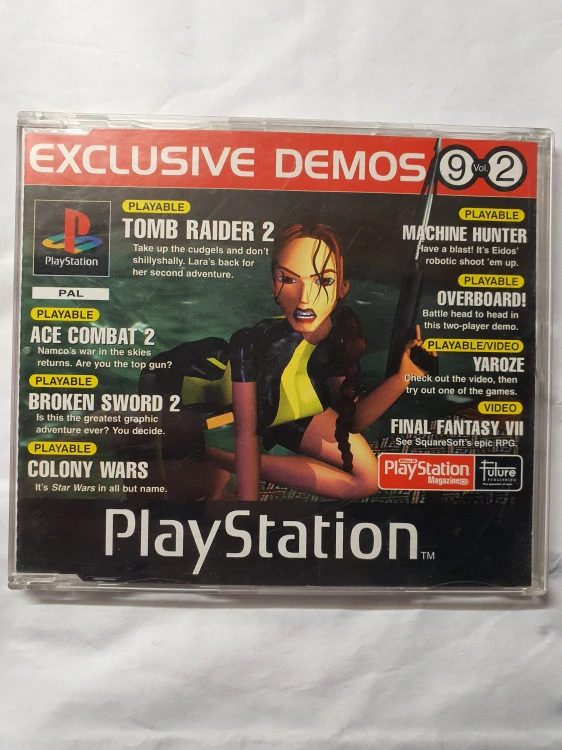 EXCLUSIVE DEMOS 9 Vol. 2
PlayStation
PAL
PLAYABLE
TOMB RAIDER 2
Take up the cudgels and don't
shillyshally. Lara's back for
her second adventure.
PLAYABLE
ACE COMBAT 2
Namco's war in the skies
returns. Are you the top gun?
PLAYABLE
BROKEN SWORD 2
Is this the greatest graphic
adventure ever? You decide.
PLAYABLE
COLONY WARS
It's Star Wars in all but name.
PLAYABLE
MACHINE HUNTER
Have a blast! It's Eidos'
robotic shoot 'em up.
PLAYABLE
OVERBOARD!
Battle head to head in
this two-player demo.
PLAYABLE/VIDEO
YAROZE
Check out the video, then
try out one of the games.
VIDEO
FINAL FANTASY VII
See SquareSoft's epic RPG.
PlayStation
Magazine
future
PUBLISHING
PlayStation TM